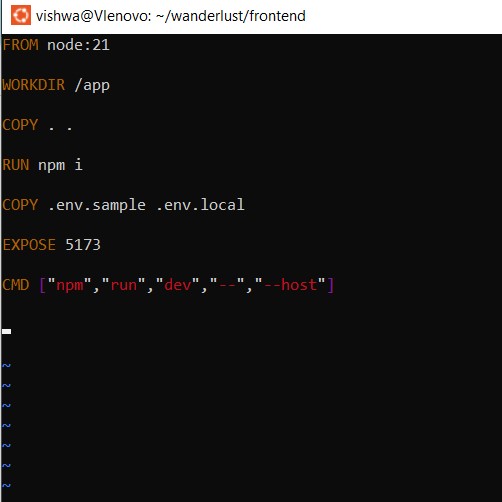 vishwa@Vlenovo: ~/wanderlust/frontend
FROM node:21
WORKDIR /app
COPY . .
RUN npm i
COPY .env.sample .env.local
EXPOSE 5173
CMD ["npm","run","dev","--","--host"]
~
~
~
~
~
~
~